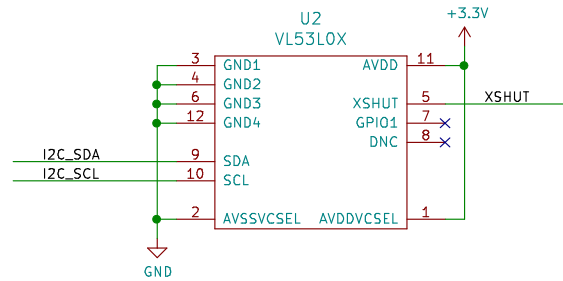 U2
VL53L0X
+3.3V
3 GND1 AVDD 11
4 GND2
6 GND3 XSHUT 5 XSHUT
12 GND4 GPIO1 7
DNC 8
I2C_SDA 9 SDA
I2C_SCL 10 SCL
2 AVSSVCSEL AVDDVCSEL 1
GND